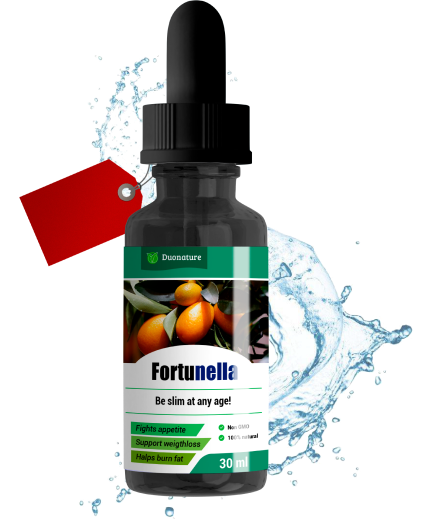 Duonature
Fortunella
Be slim at any age!
Fights appetite
Support weigthloss
Halps burn fat
Non GMO
100% natural
30 ml